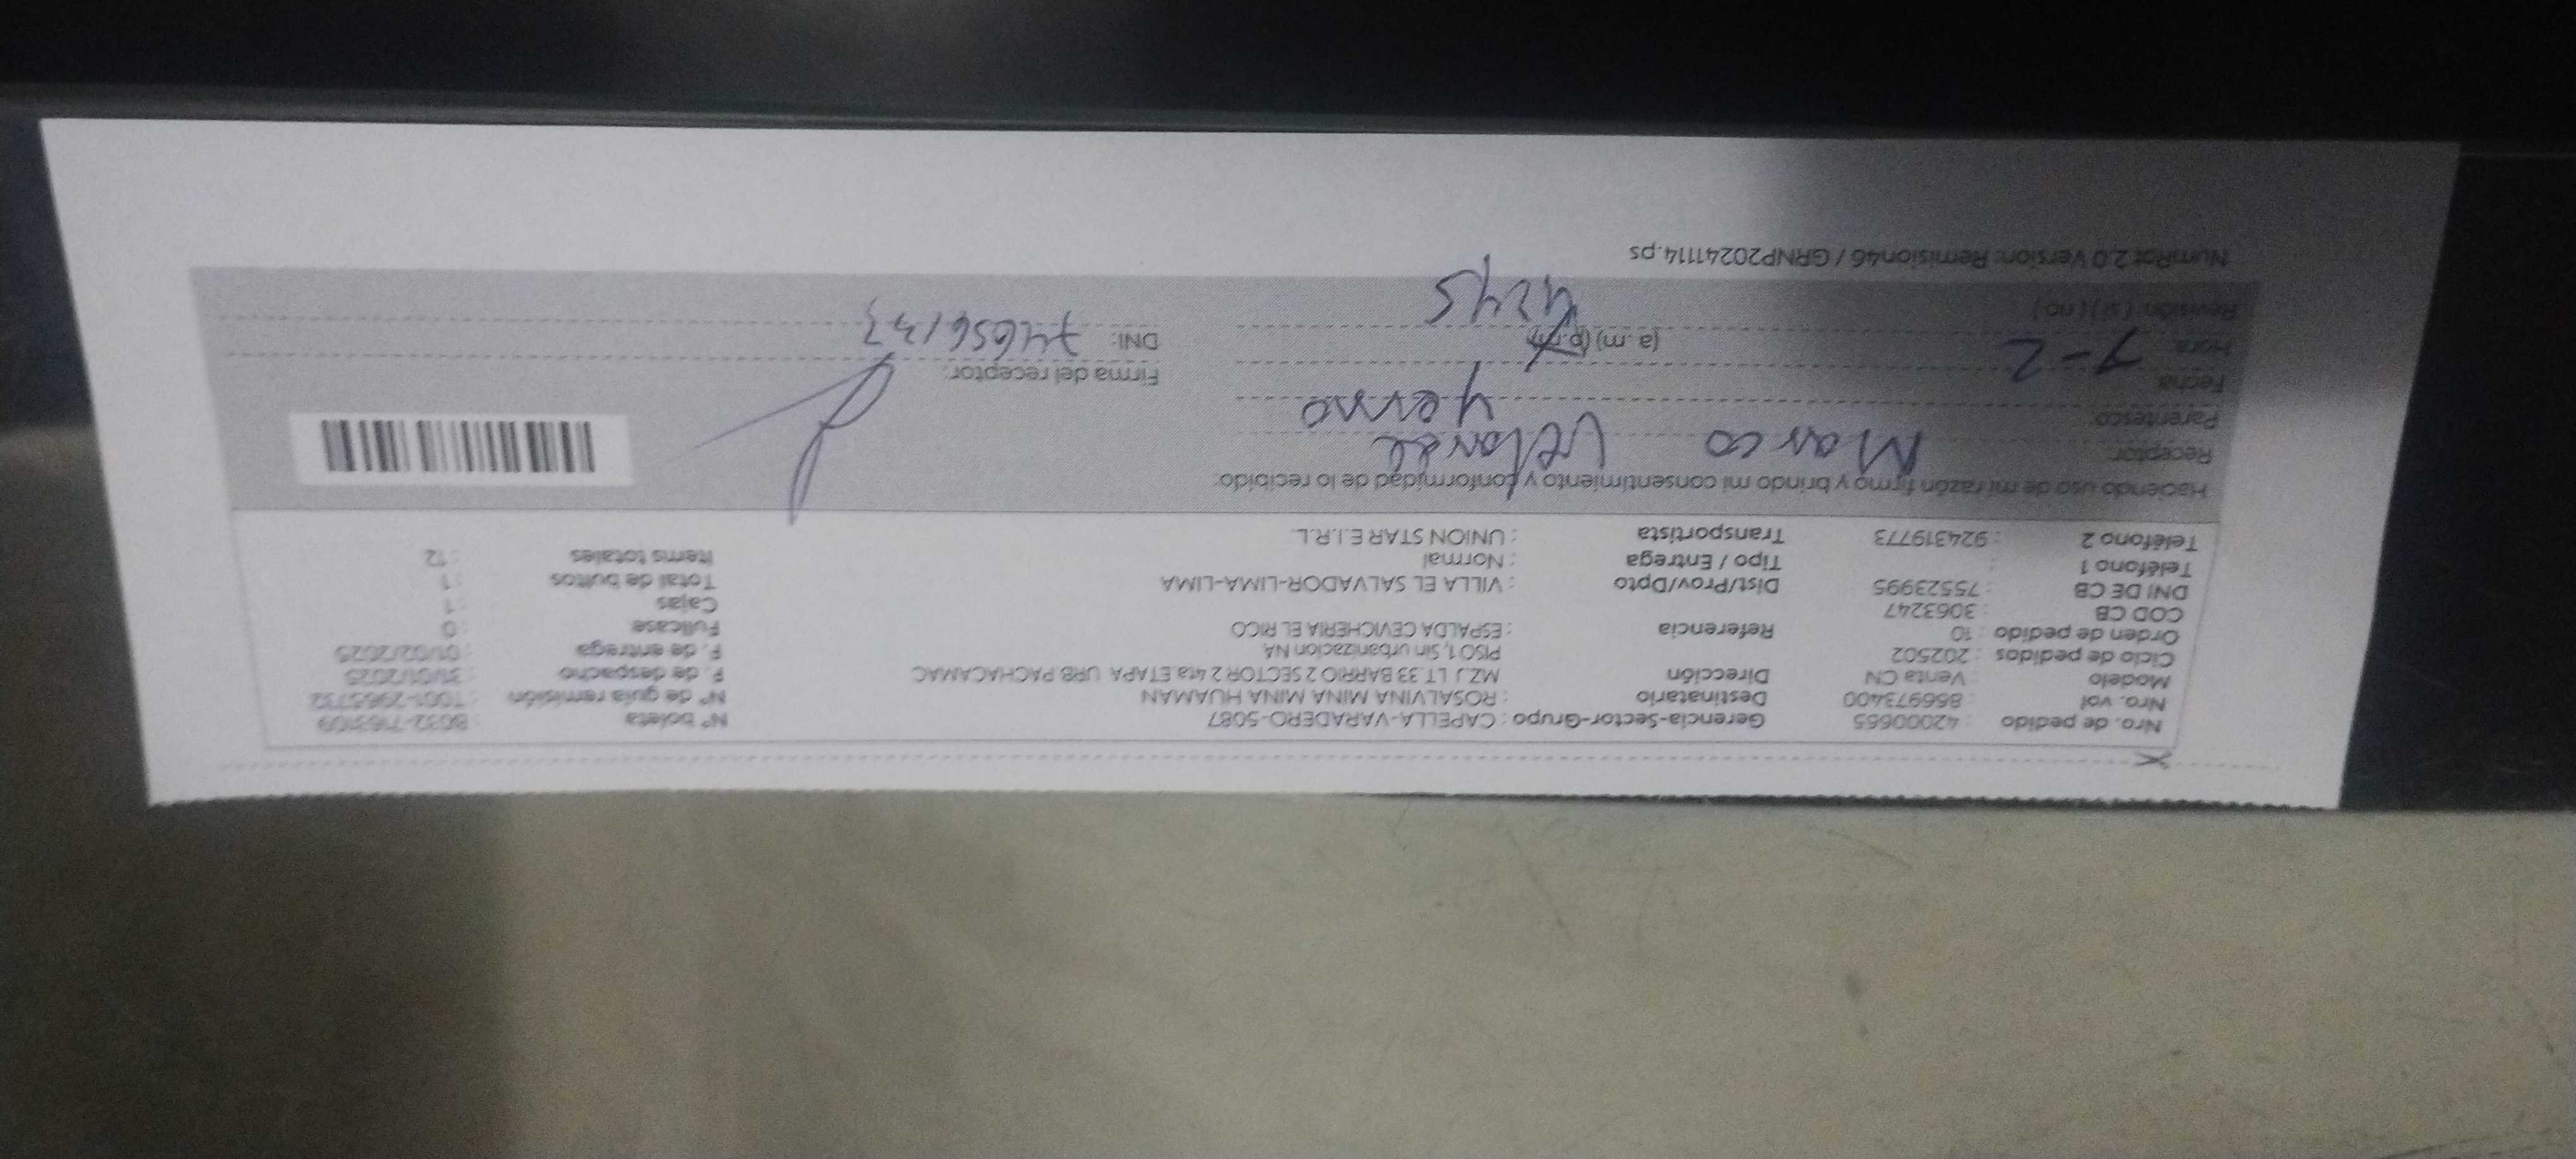 Nro. de pedido : 42000665 Gerencia-Sector-Grupo : CAPELLA-VARADERO-5087 Nº boleta : B032-7163109
Nro. vol : 866973400 Destinatario : ROSALVINA MINA MINA HUAMAN Nº de guía remisión : T001-2965732
Modelo : Venta CN Dirección MZ.J LT.33 BARRIO 2 SECTOR 2 4ta ETAPA URB PACHACAMAC F. de despacho : 31/01/2025
Ciclo de pedidos : 202502 PISO 1, Sin urbanizacion NA F. de entrega : 01/02/2025
Orden de pedido : 10 Referencia : ESPALDA CEVICHERIA EL RICO Fullcase : 0
COD CB : 3063247 Cajas : 1
DNI DE CB : 75523995 Dist/Prov/Dpto : VILLA EL SALVADOR-LIMA-LIMA Total de bultos : 1
Teléfono 1 : Tipo / Entrega : Normal Items totales : 12
Teléfono 2 : 924319773 Transportista : UNION STAR E.I.R.L.
Haciendo uso de mi razón firmo y brindo mi consentimiento y conformidad de lo recibido:
Receptor: Marco Velarde
Parentesco: yerno
Fecha 1-2 Firma del receptor:
Hora: (a.m) (p.m) 4245 DNI: 74656133
Revisión (si) (no)
NumRot 2.0 Version: Remision46 / GRNP20241114.ps